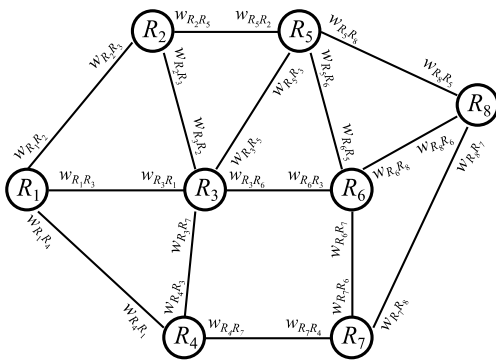 R₂
w_{R₂R₅}
w_{R₅R₂}
R₅
w_{R₅R₈}
w_{R₂R₃}
w_{R₂R₃}
w_{R₅R₃}
w_{R₅R₆}
w_{R₈R₅}
R₈
w_{R₁R₂}
w_{R₃R₂}
w_{R₃R₅}
w_{R₆R₅}
w_{R₆R₈}
w_{R₈R₆}
w_{R₈R₇}
R₁
w_{R₁R₃}
w_{R₃R₁}
R₃
w_{R₃R₆}
w_{R₆R₃}
R₆
w_{R₁R₄}
w_{R₃R₇}
w_{R₆R₇}
w_{R₄R₁}
w_{R₄R₃}
w_{R₇R₆}
w_{R₇R₈}
R₄
w_{R₄R₇}
w_{R₇R₄}
R₇